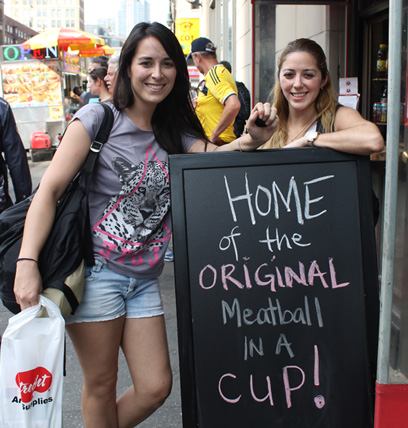 HOME
of the
ORIGINAL
Meatball
IN A
CUP!